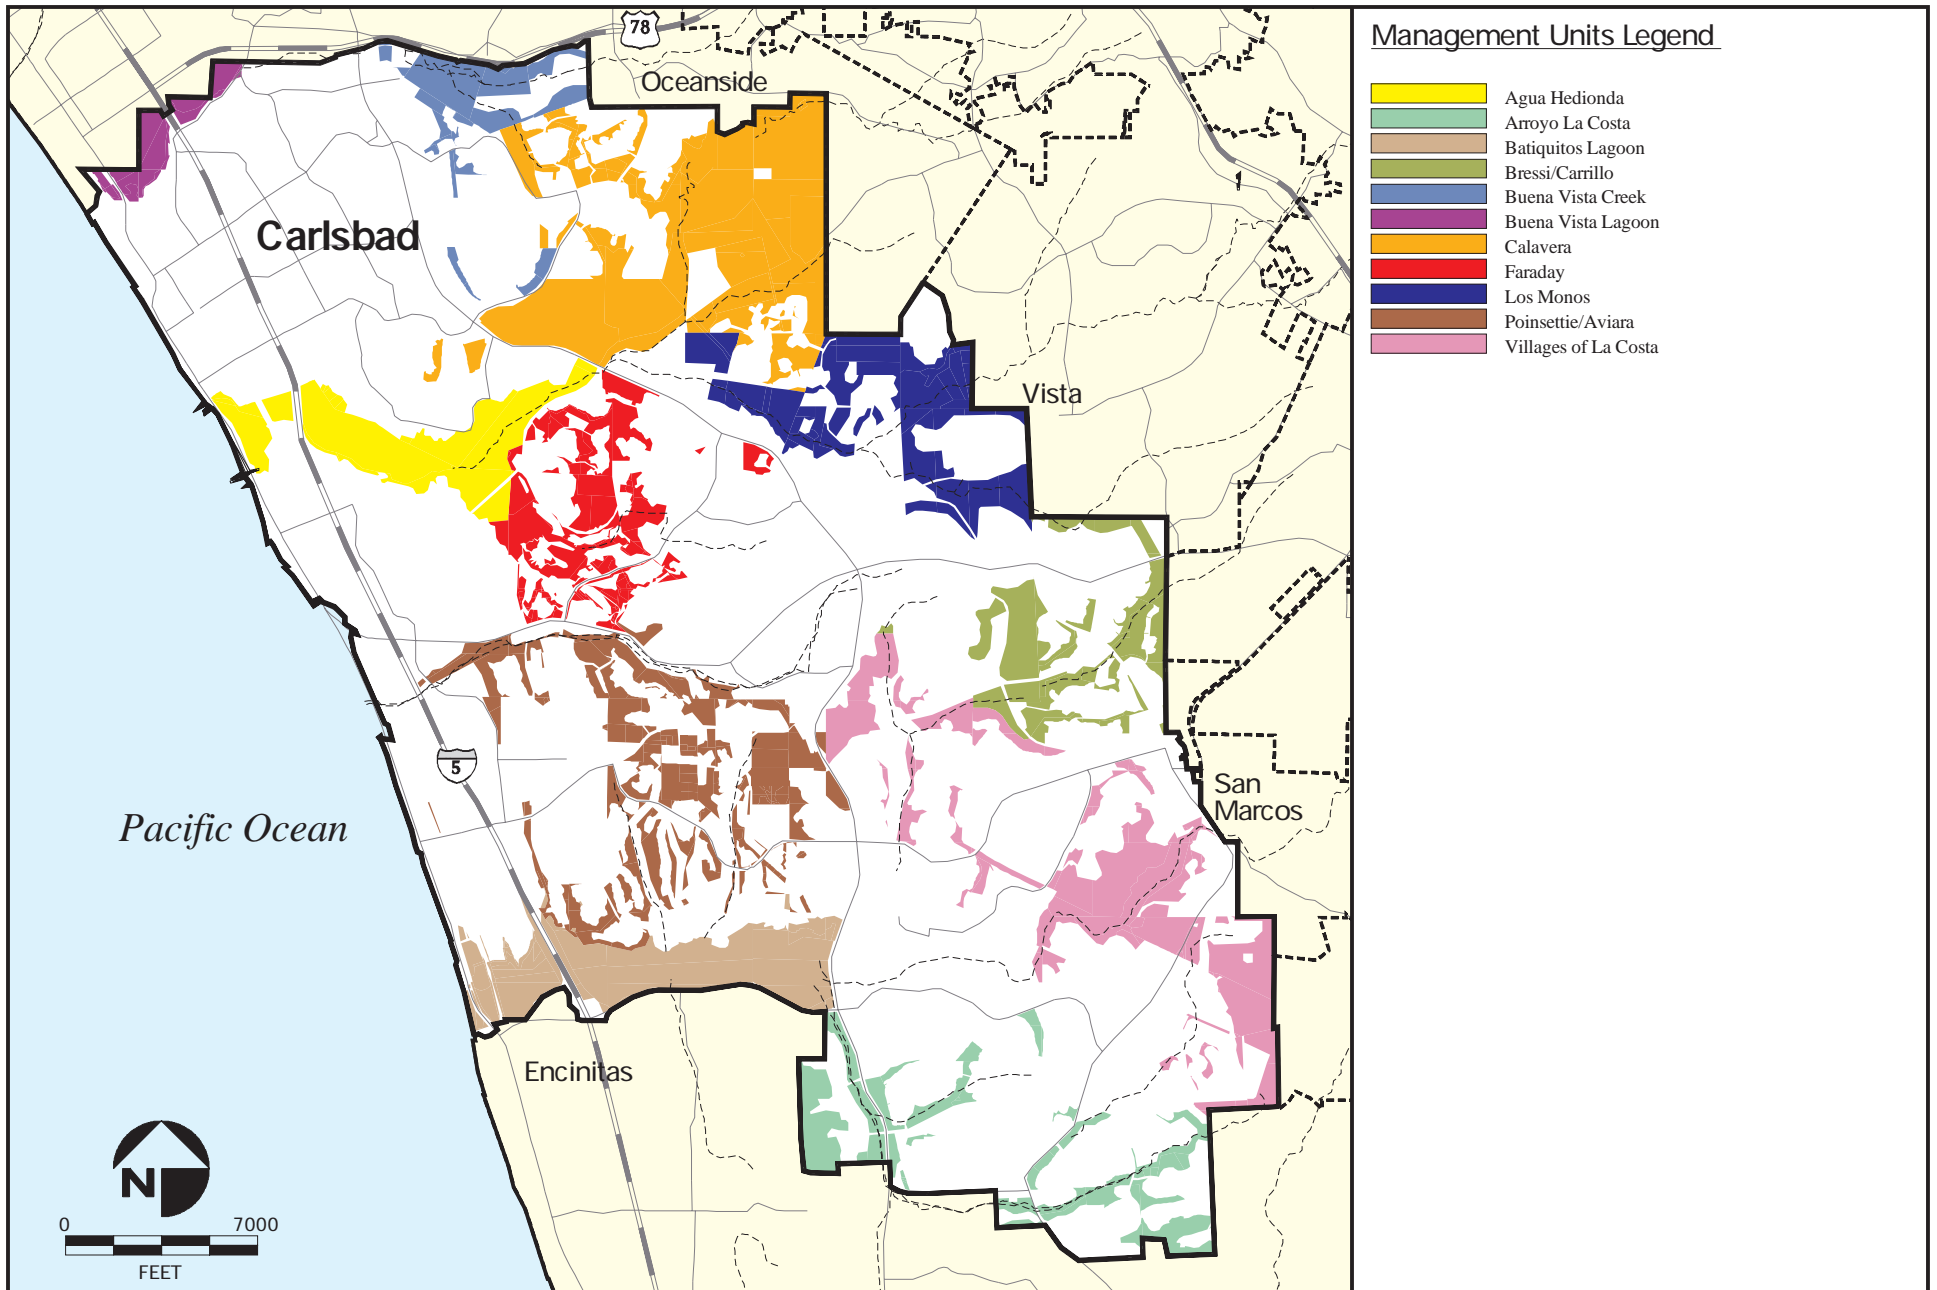 78
Oceanside
Carlsbad
Vista
5
San
Marcos
Pacific Ocean
Encinitas
N
0 7000
FEET
Management Units Legend
Agua Hedionda
Arroyo La Costa
Batiquitos Lagoon
Bressi/Carrillo
Buena Vista Creek
Buena Vista Lagoon
Calavera
Faraday
Los Monos
Poinsettie/Aviara
Villages of La Costa